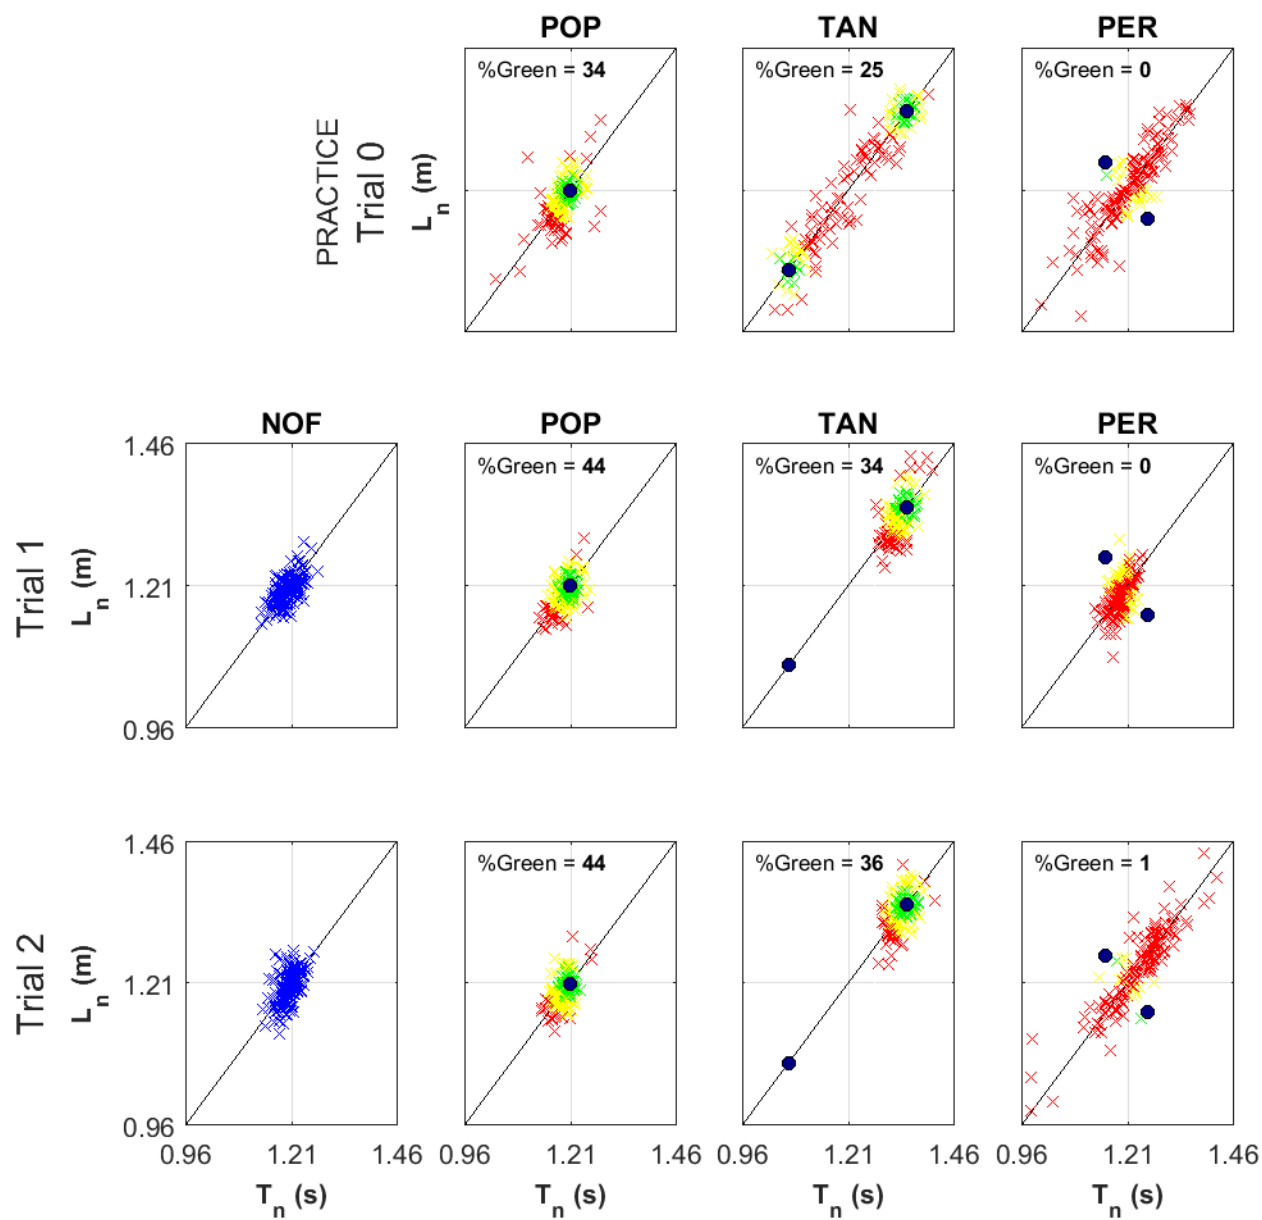 POP
TAN
PER
PRACTICE
Trial 0
L_n (m)
%Green = 34
%Green = 25
%Green = 0
NOF
POP
TAN
PER
Trial 1
L_n (m)
1.46
1.21
0.96
%Green = 44
%Green = 34
%Green = 0
Trial 2
L_n (m)
1.46
1.21
0.96
%Green = 44
%Green = 36
%Green = 1
0.96 1.21 1.46
0.96 1.21 1.46
0.96 1.21 1.46
0.96 1.21 1.46
T_n (s)
T_n (s)
T_n (s)
T_n (s)